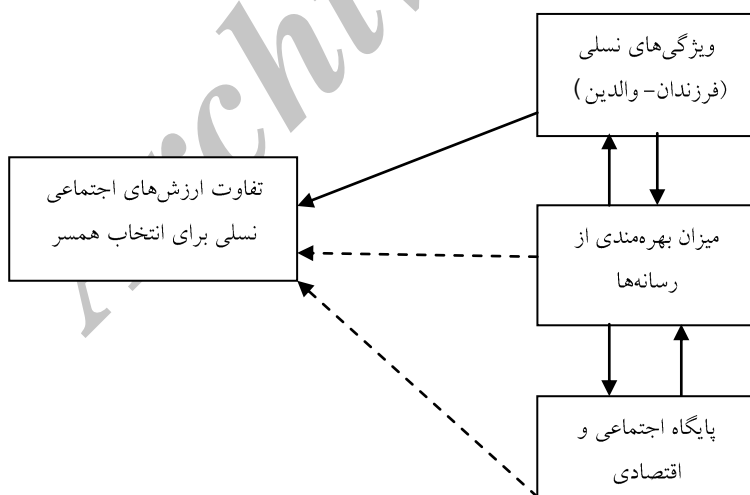 ویژگی‌های نسلی
(فرزندان- والدین)
تفاوت ارزش‌های اجتماعی
نسلی برای انتخاب همسر
میزان بهره‌مندی از
رسانه‌ها
پایگاه اجتماعی و
اقتصادی